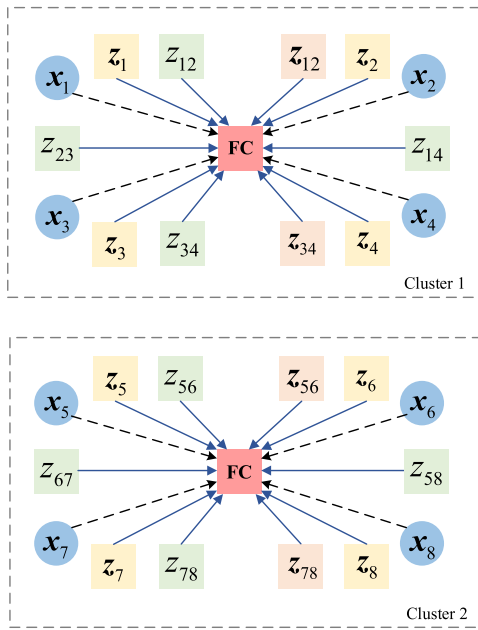 z₁ z₁₂ z₁₂ z₂
x₁ x₂
z₂₃ FC z₁₄
x₃ x₄
z₃ z₃₄ z₃₄ z₄
Cluster 1
z₅ z₅₆ z₅₆ z₆
x₅ x₆
z₆₇ FC z₅₈
x₇ x₈
z₇ z₇₈ z₇₈ z₈
Cluster 2